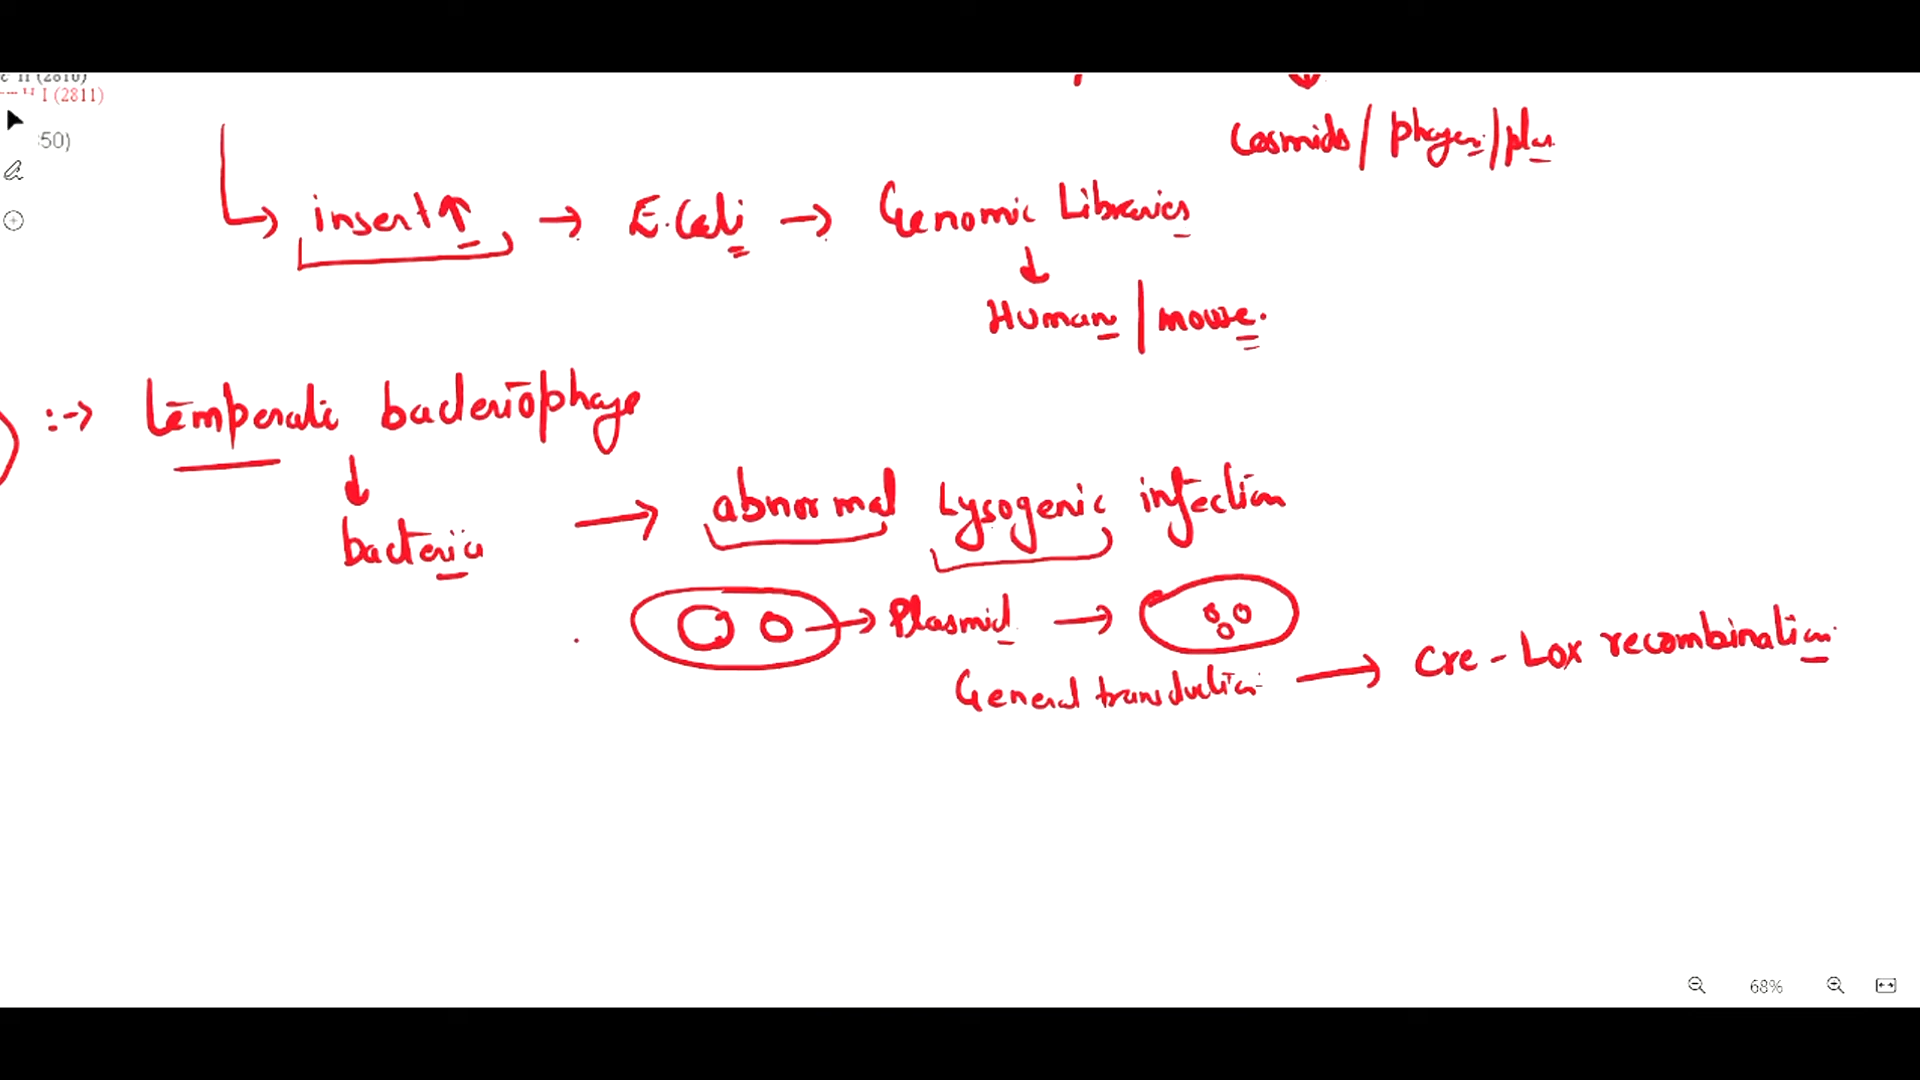 I (2811)
50)
Cosmids / phages / plas
insert↑ → E.Coli → Genomic Libraries
Human | mouse.
:→ temperate bacteriophage
bacteria → abnormal Lysogenic infection
→ Plasmid →
General transduction → Cre - Lox recombination
68%